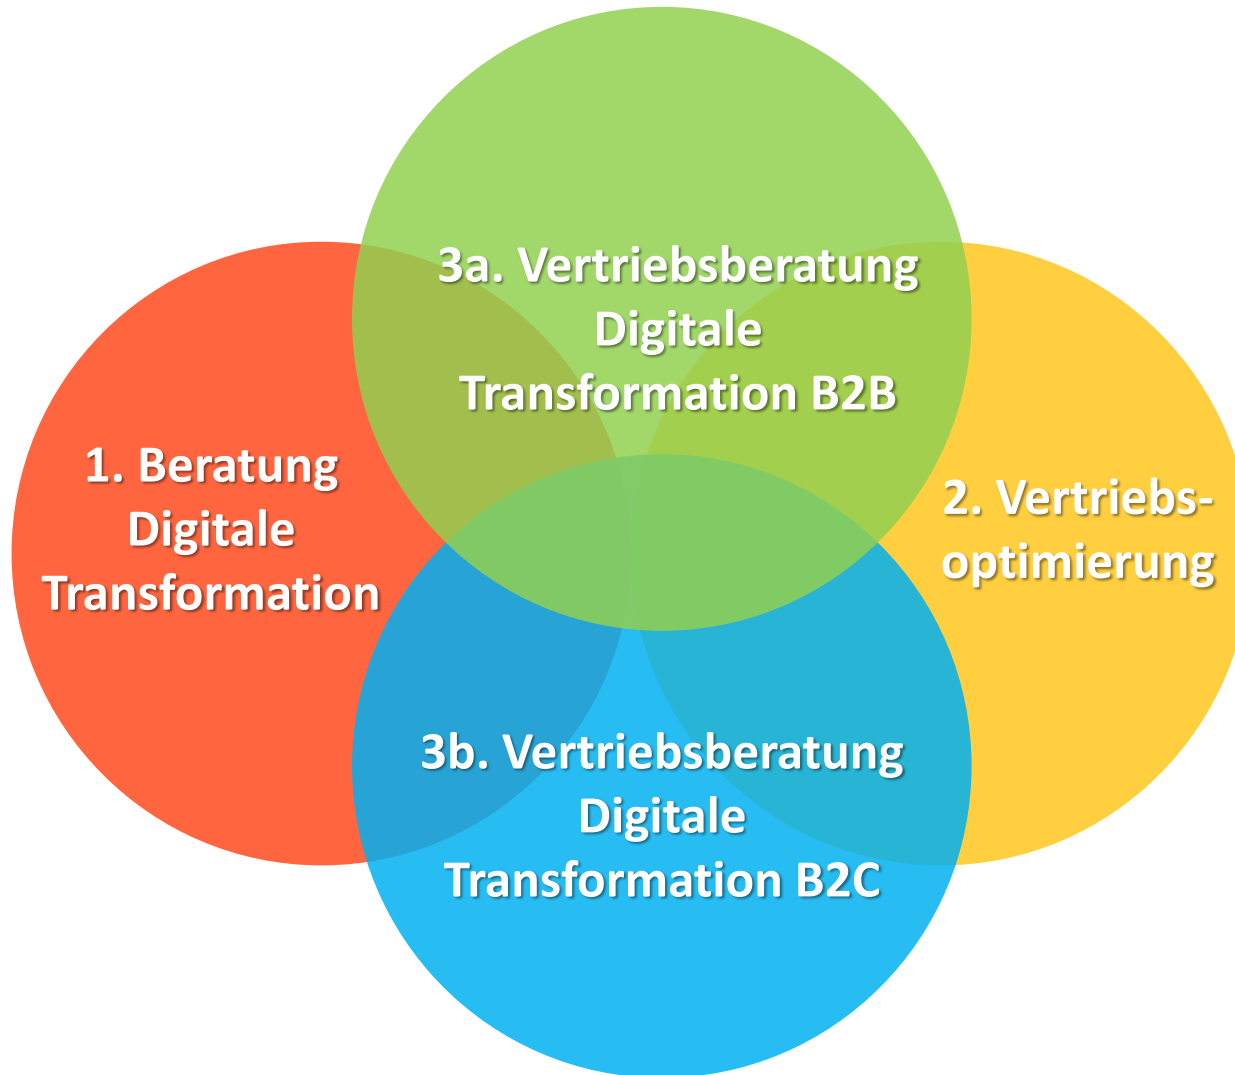 3a. Vertriebsberatung
Digitale
Transformation B2B
1. Beratung
Digitale
Transformation
2. Vertriebs-
optimierung
3b. Vertriebsberatung
Digitale
Transformation B2C